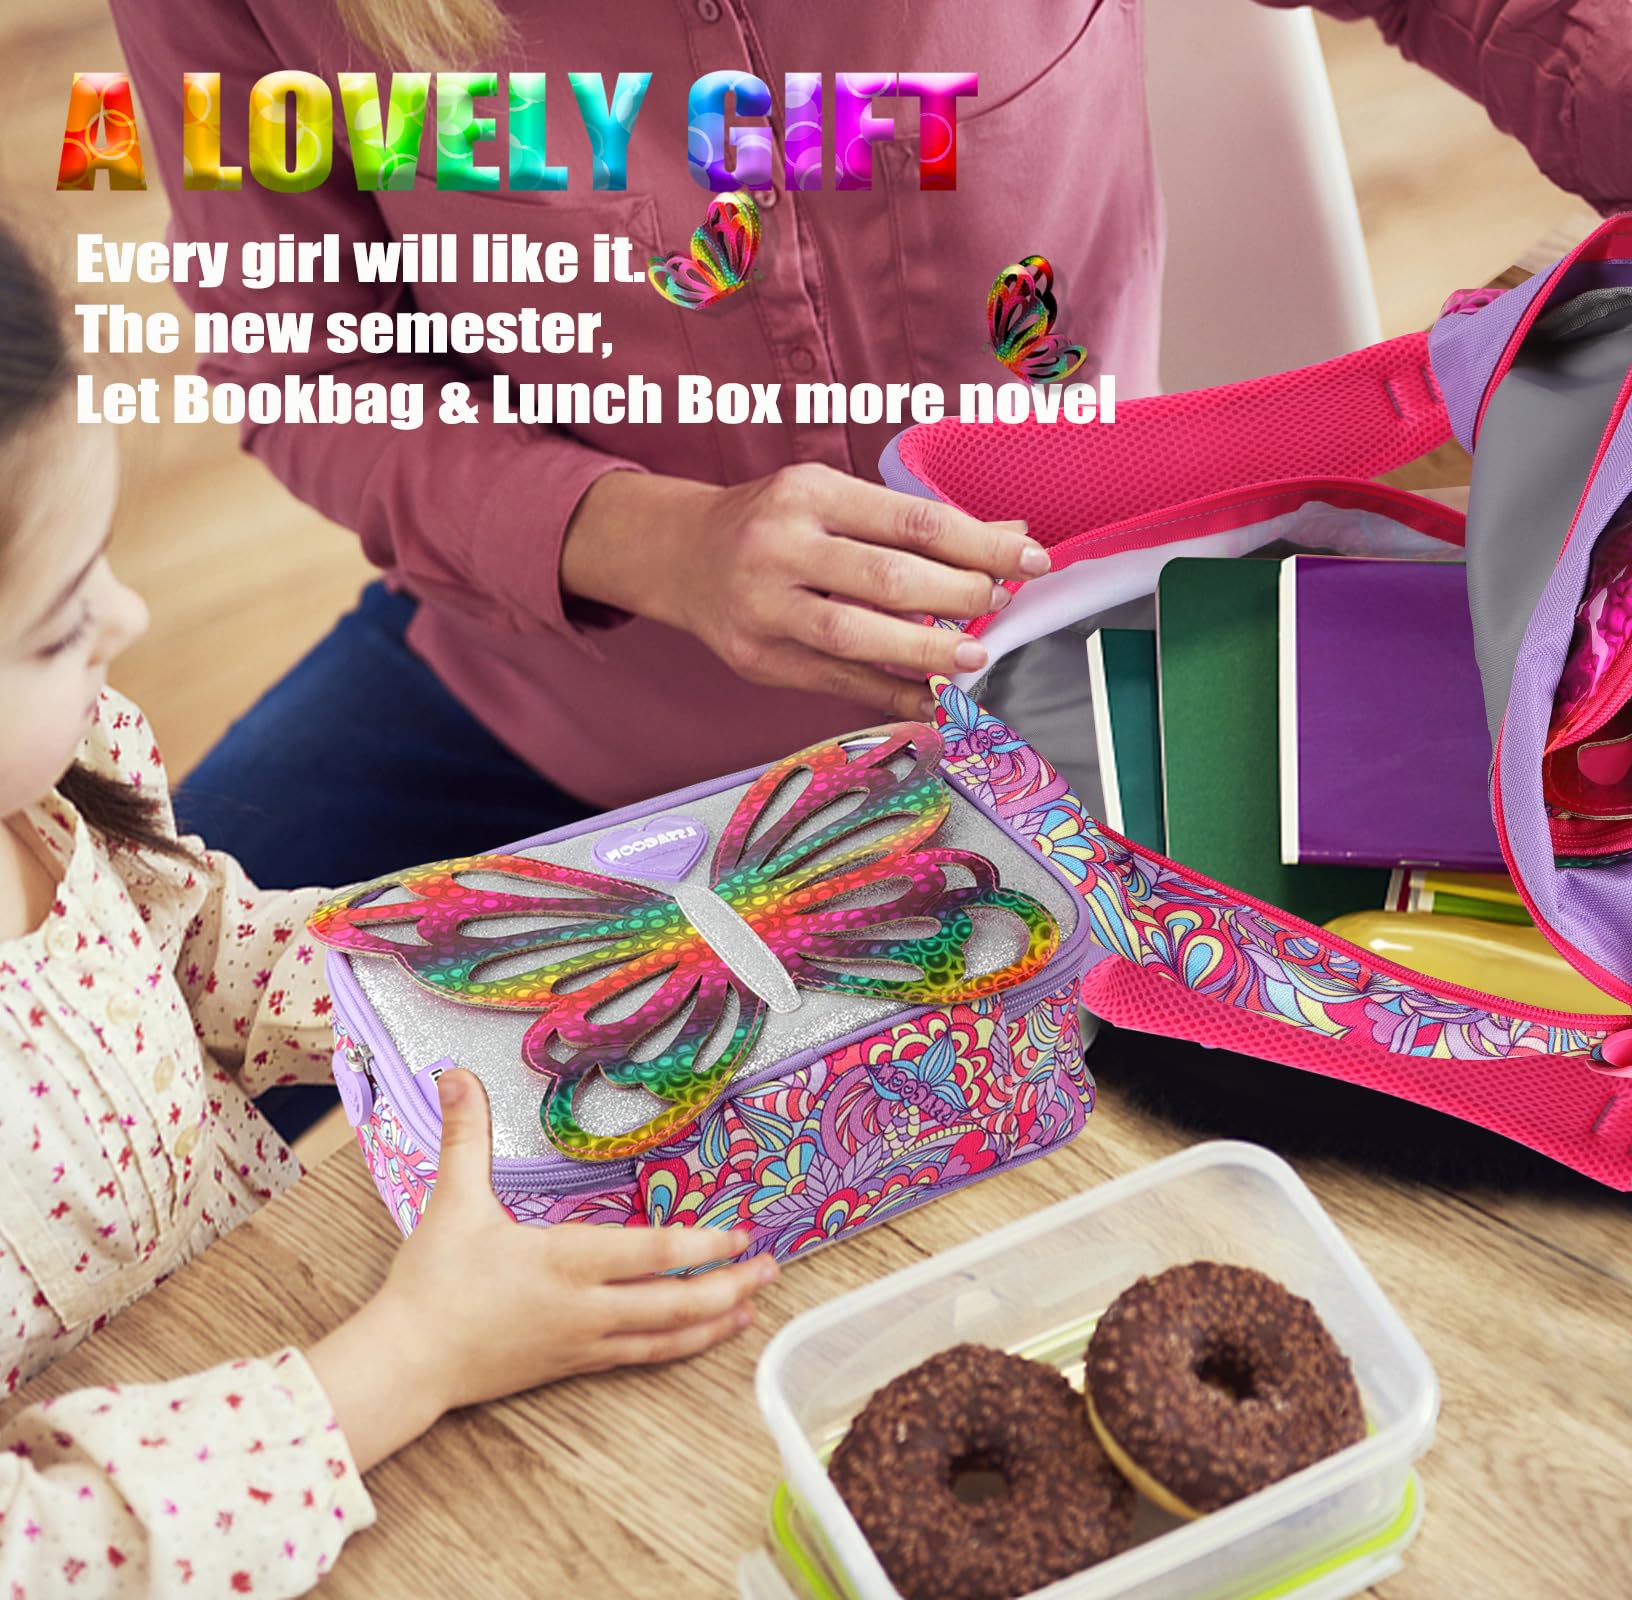 A LOVELY GIFT
Every girl will like it.
The new semester,
Let Bookbag & Lunch Box more novel